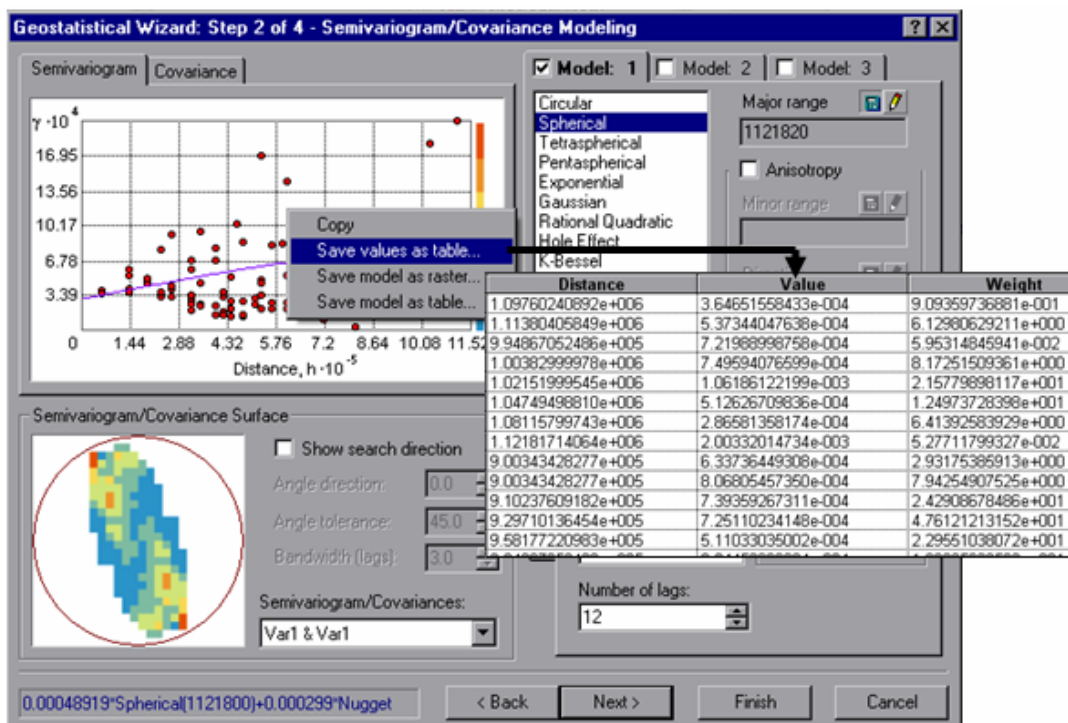 Geostatistical Wizard: Step 2 of 4 - Semivariogram/Covariance Modeling
Semivariogram Covariance
γ·10 4
16.95
13.56
10.17
6.78
3.39
0 1.44 2.88 4.32 5.76 7.2 8.64 10.08 11.52
Distance, h·10 -5
Copy
Save values as table...
Save model as raster...
Save model as table...
Model: 1 Model: 2 Model: 3
Circular
Spherical
Tetraspherical
Pentaspherical
Exponential
Gaussian
Rational Quadratic
Hole Effect
K-Bessel
Major range
1121820
Anisotropy
Minor range
Distance Value Weight
1.09760240892e+006 3.64651558433e-004 9.09359736881e-001
1.11380405849e+006 5.37344047638e-004 6.12980629211e+000
9.94867052486e+005 7.21988998758e-004 5.95314845941e-002
1.00382999978e+006 7.49594076599e-004 8.17251509361e+000
1.02151999545e+006 1.06186122199e-003 2.15779898117e+001
1.04749498810e+006 5.12626709836e-004 1.24973728398e+001
1.08115799743e+006 2.86581358174e-004 6.41392583929e+000
1.12181714064e+006 2.00332014734e-003 5.27711799327e-002
9.00343428277e+005 6.33736449308e-004 2.93175385913e+000
9.00343428277e+005 8.06805457350e-004 7.94254907525e+000
9.10237609182e+005 7.39359267311e-004 2.42908678486e+001
9.29710136454e+005 7.25110234148e-004 4.76121213152e+001
9.58177220983e+005 5.11033035002e-004 2.29551038072e+001
Semivariogram/Covariance Surface
Show search direction
Angle direction: 0.0
Angle tolerance: 45.0
Bandwidth (lags): 3.0
Semivariogram/Covariances:
Var1 & Var1
Number of lags:
12
0.00048919*Spherical(1121800)+0.000299*Nugget
< Back Next > Finish Cancel